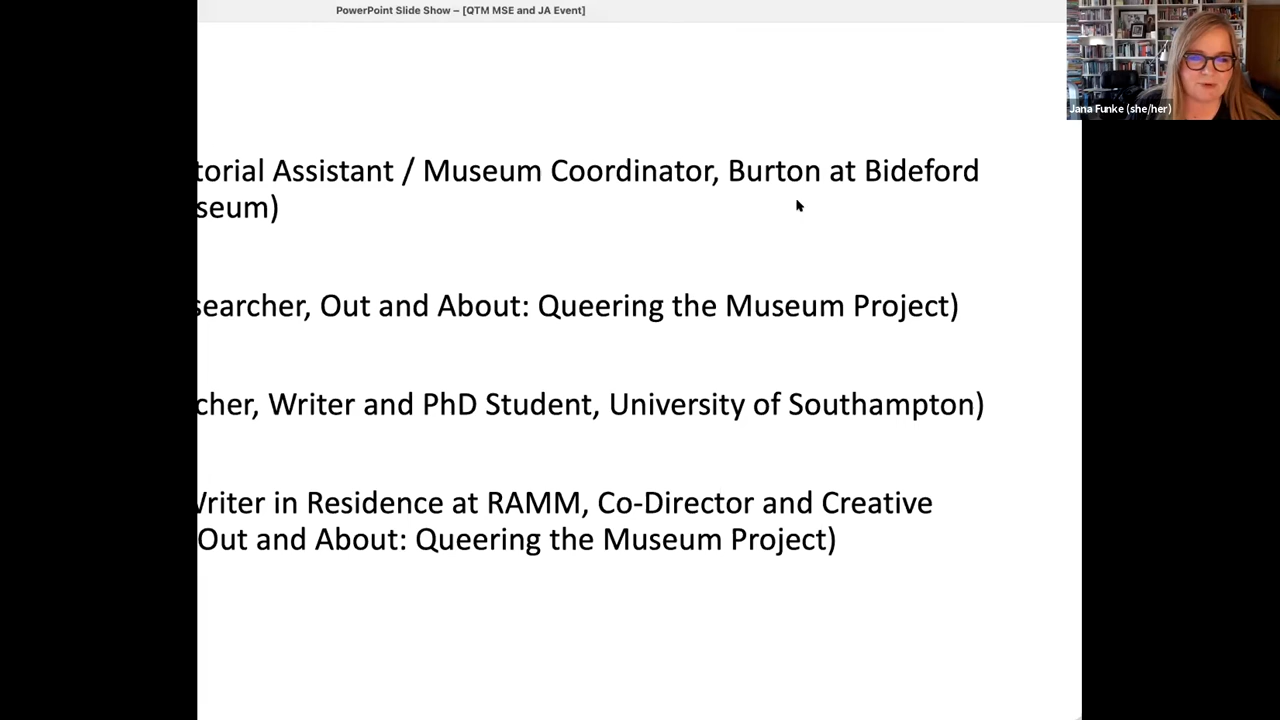 PowerPoint Slide Show – [QTM MSE and JA Event]
Jana Funke (she/her)
torial Assistant / Museum Coordinator, Burton at Bideford
seum)
searcher, Out and About: Queering the Museum Project)
cher, Writer and PhD Student, University of Southampton)
Writer in Residence at RAMM, Co-Director and Creative
Out and About: Queering the Museum Project)